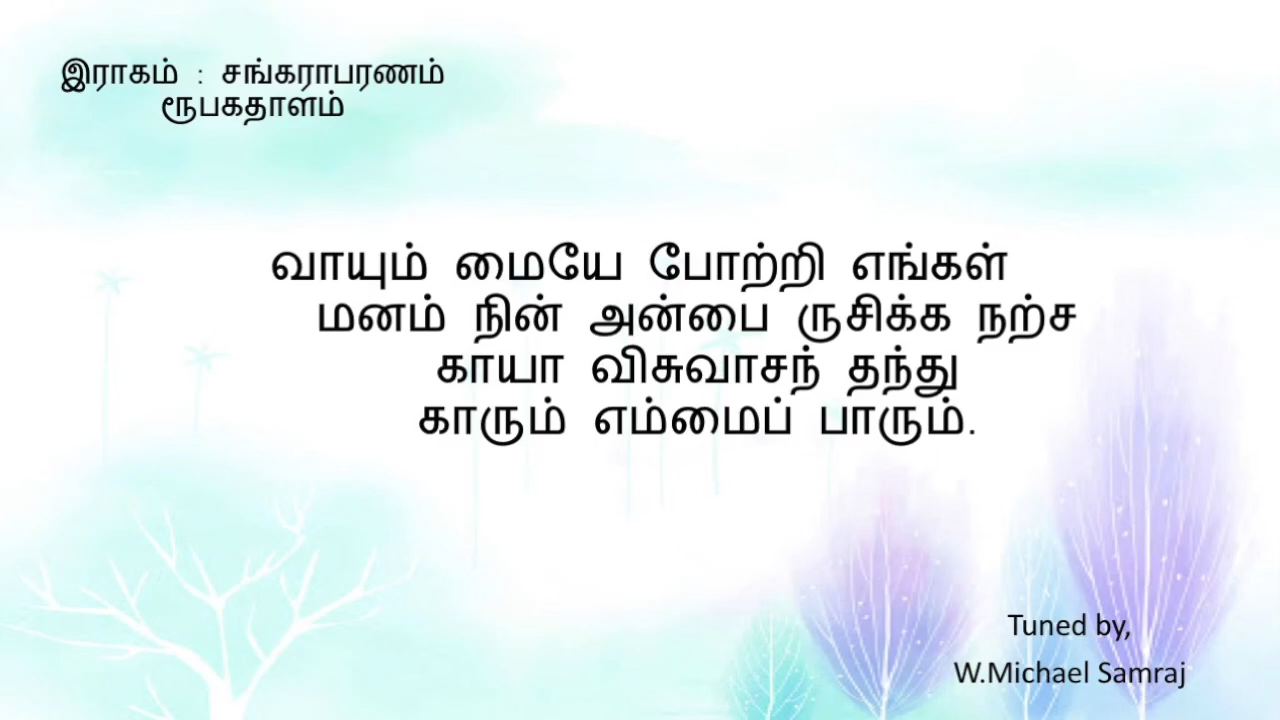 இராகம் : சங்கராபரணம்
ரூபகதாளம்
வாயும் மையே போற்றி எங்கள்
மனம் நின் அன்பை ருசிக்க நற்ச
காயா விசுவாசந் தந்து
காரும் எம்மைப் பாரும்.
Tuned by,
W.Michael Samraj